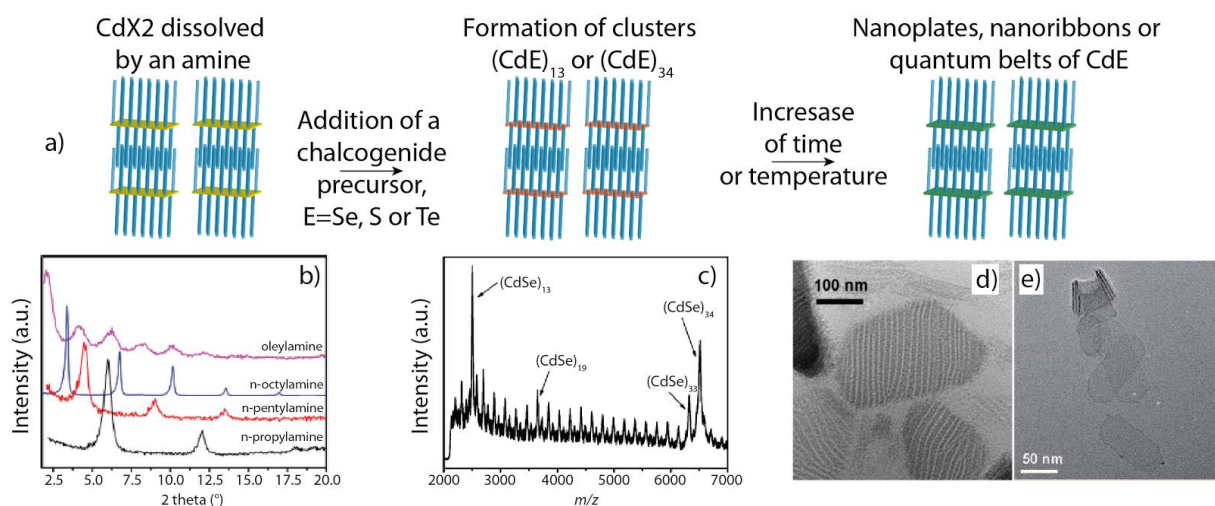 CdX2 dissolved
by an amine
Formation of clusters
(CdE)13 or (CdE)34
Nanoplates, nanoribbons or
quantum belts of CdE
a)
Addition of a
chalcogenide
precursor,
E=Se, S or Te
Incresase
of time
or temperature
b)
Intensity (a.u.)
oleylamine
n-octylamine
n-pentylamine
n-propylamine
2.5 5.0 7.5 10.0 12.5 15.0 17.5 20.0
2 theta (°)
c)
Intensity (a.u.)
(CdSe)13
(CdSe)19
(CdSe)33
(CdSe)34
2000 3000 4000 5000 6000 7000
m/z
d)
100 nm
e)
50 nm